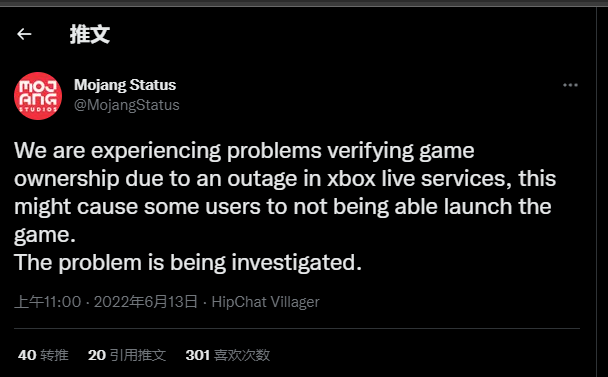 推文
MOJ
ANG
STUDIOS
Mojang Status
@MojangStatus
We are experiencing problems verifying game
ownership due to an outage in xbox live services, this
might cause some users to not being able launch the
game.
The problem is being investigated.
上午11:00 · 2022年6月13日 · HipChat Villager
40 转推 20 引用推文 301 喜欢次数